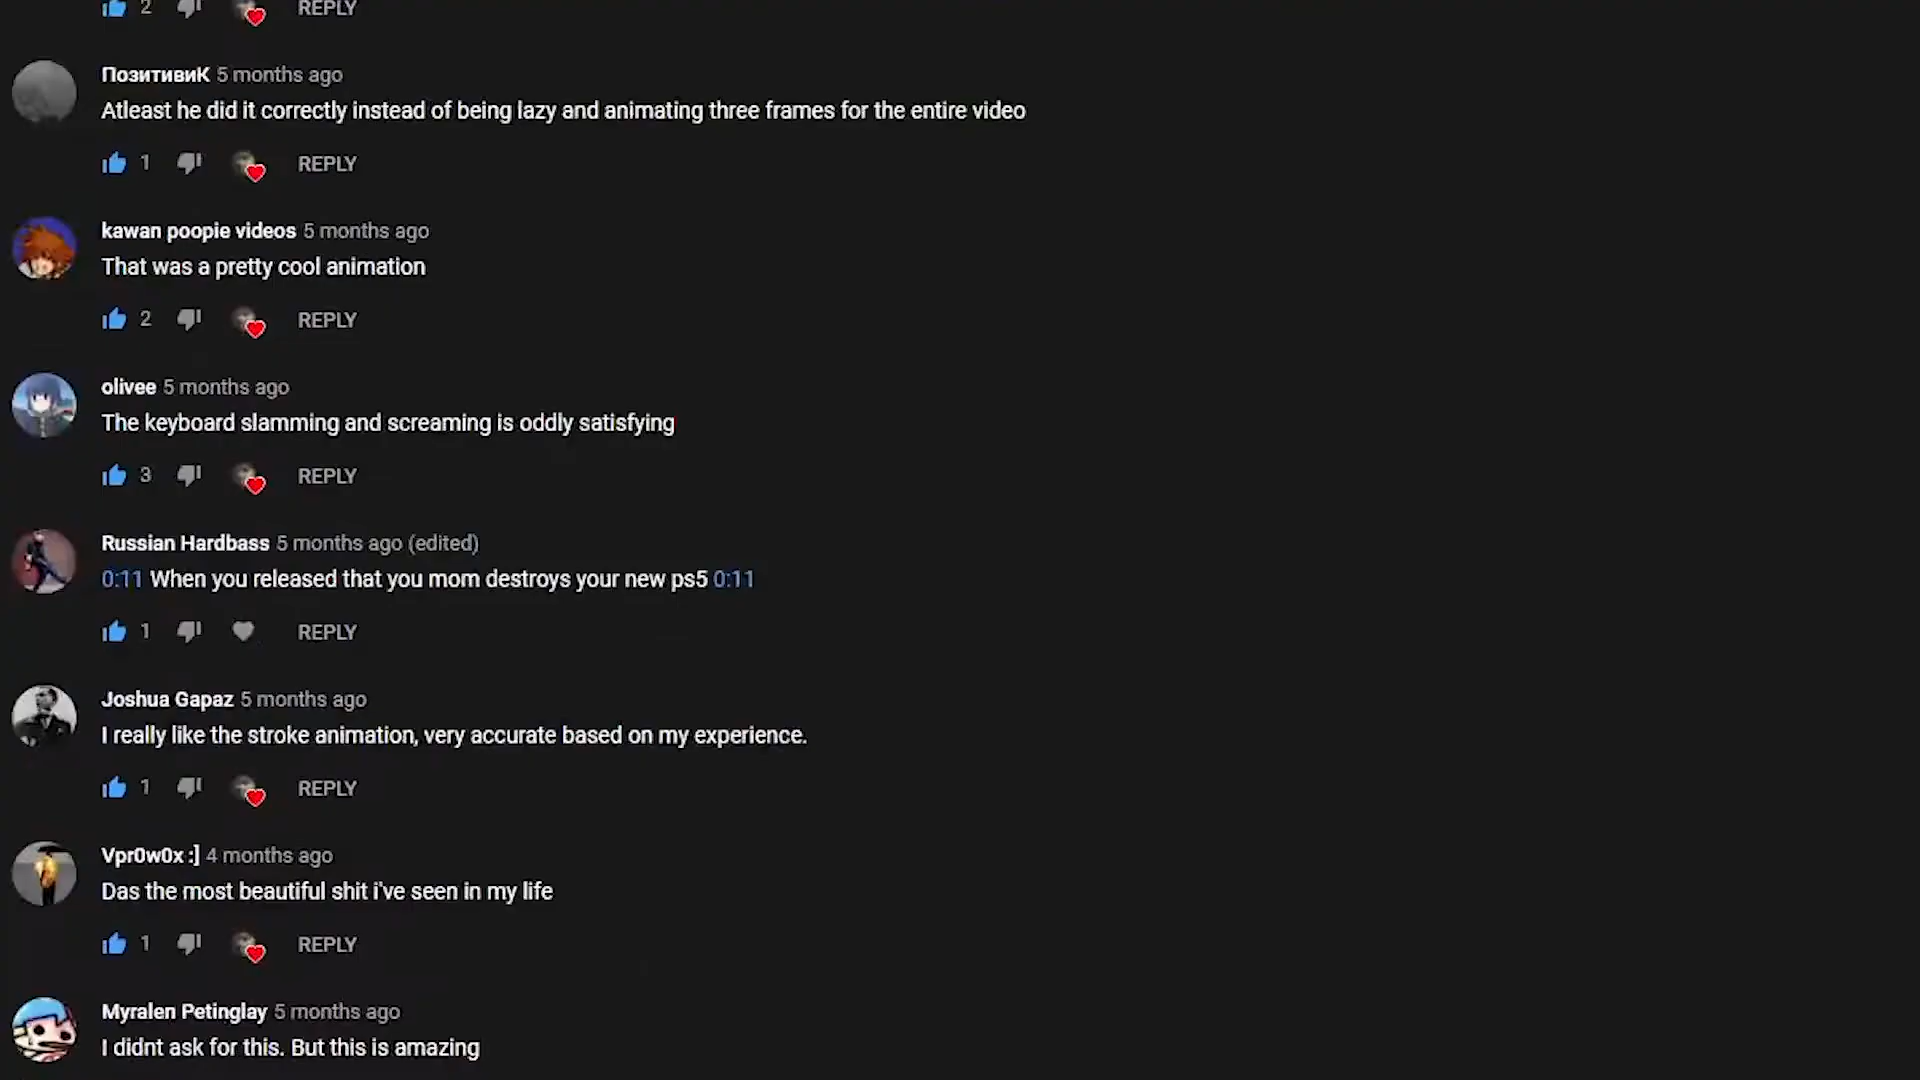 2 REPLY
ПозитивиК 5 months ago
Atleast he did it correctly instead of being lazy and animating three frames for the entire video
1 REPLY
kawan poopie videos 5 months ago
That was a pretty cool animation
2 REPLY
olivee 5 months ago
The keyboard slamming and screaming is oddly satisfying
3 REPLY
Russian Hardbass 5 months ago (edited)
0:11 When you released that you mom destroys your new ps5 0:11
1 REPLY
Joshua Gapaz 5 months ago
I really like the stroke animation, very accurate based on my experience.
1 REPLY
Vpr0w0x :] 4 months ago
Das the most beautiful shit i've seen in my life
1 REPLY
Myralen Petinglay 5 months ago
I didnt ask for this. But this is amazing